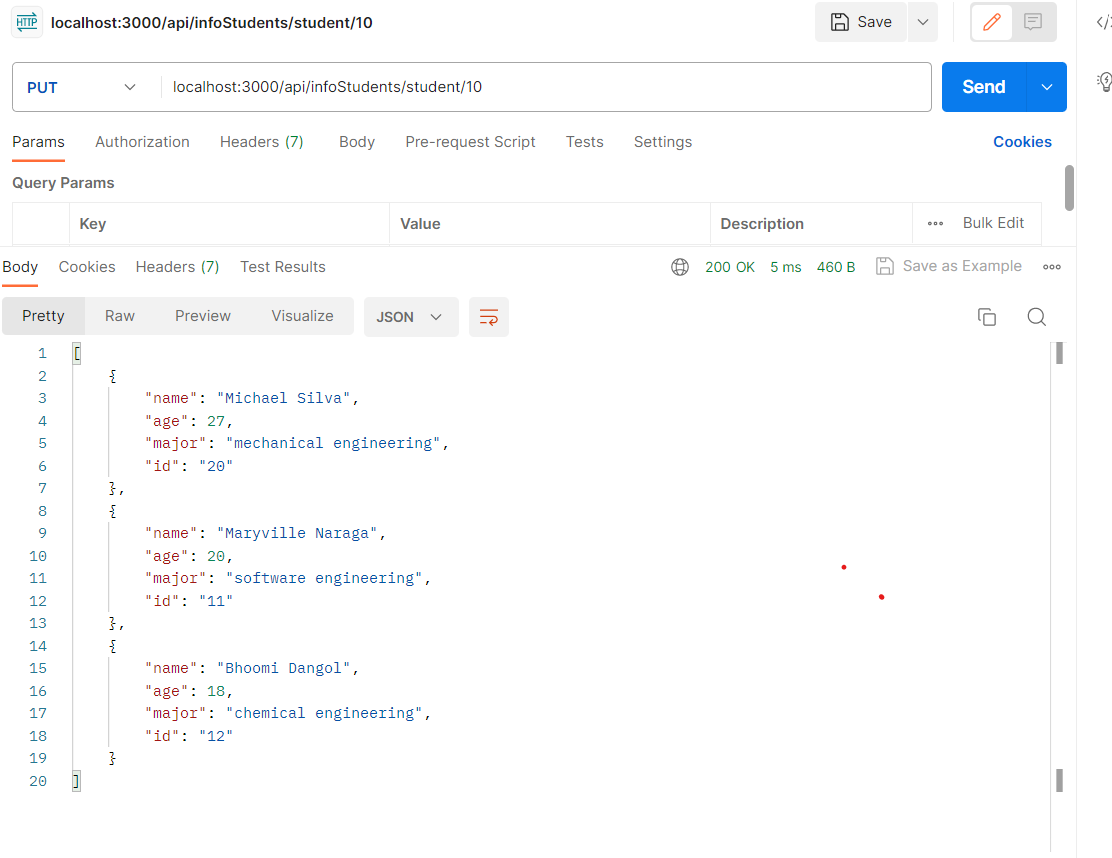 HTTP localhost:3000/api/infoStudents/student/10 Save
PUT localhost:3000/api/infoStudents/student/10 Send
Params Authorization Headers (7) Body Pre-request Script Tests Settings Cookies
Query Params
Key Value Description Bulk Edit
Body Cookies Headers (7) Test Results 200 OK 5 ms 460 B Save as Example
Pretty Raw Preview Visualize JSON
1 [
2 {
3 "name": "Michael Silva",
4 "age": 27,
5 "major": "mechanical engineering",
6 "id": "20"
7 },
8 {
9 "name": "Maryville Naraga",
10 "age": 20,
11 "major": "software engineering",
12 "id": "11"
13 },
14 {
15 "name": "Bhoomi Dangol",
16 "age": 18,
17 "major": "chemical engineering",
18 "id": "12"
19 }
20 ]